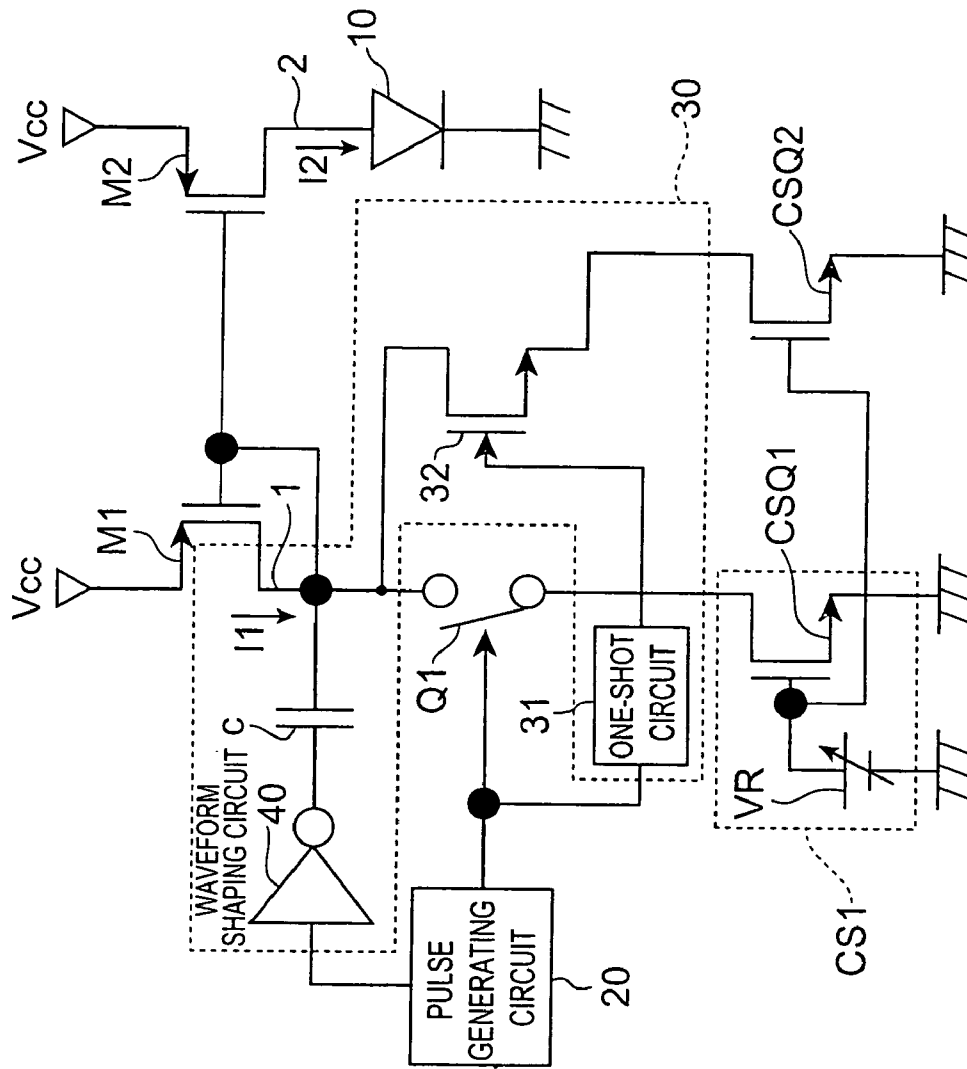 Vcc
Vcc
M1
M2
I1
1
I2
2
10
WAVEFORM
SHAPING CIRCUIT
40
C
Q1
32
30
PULSE
GENERATING
CIRCUIT
20
31
ONE-SHOT
CIRCUIT
VR
CSQ1
CSQ2
CS1